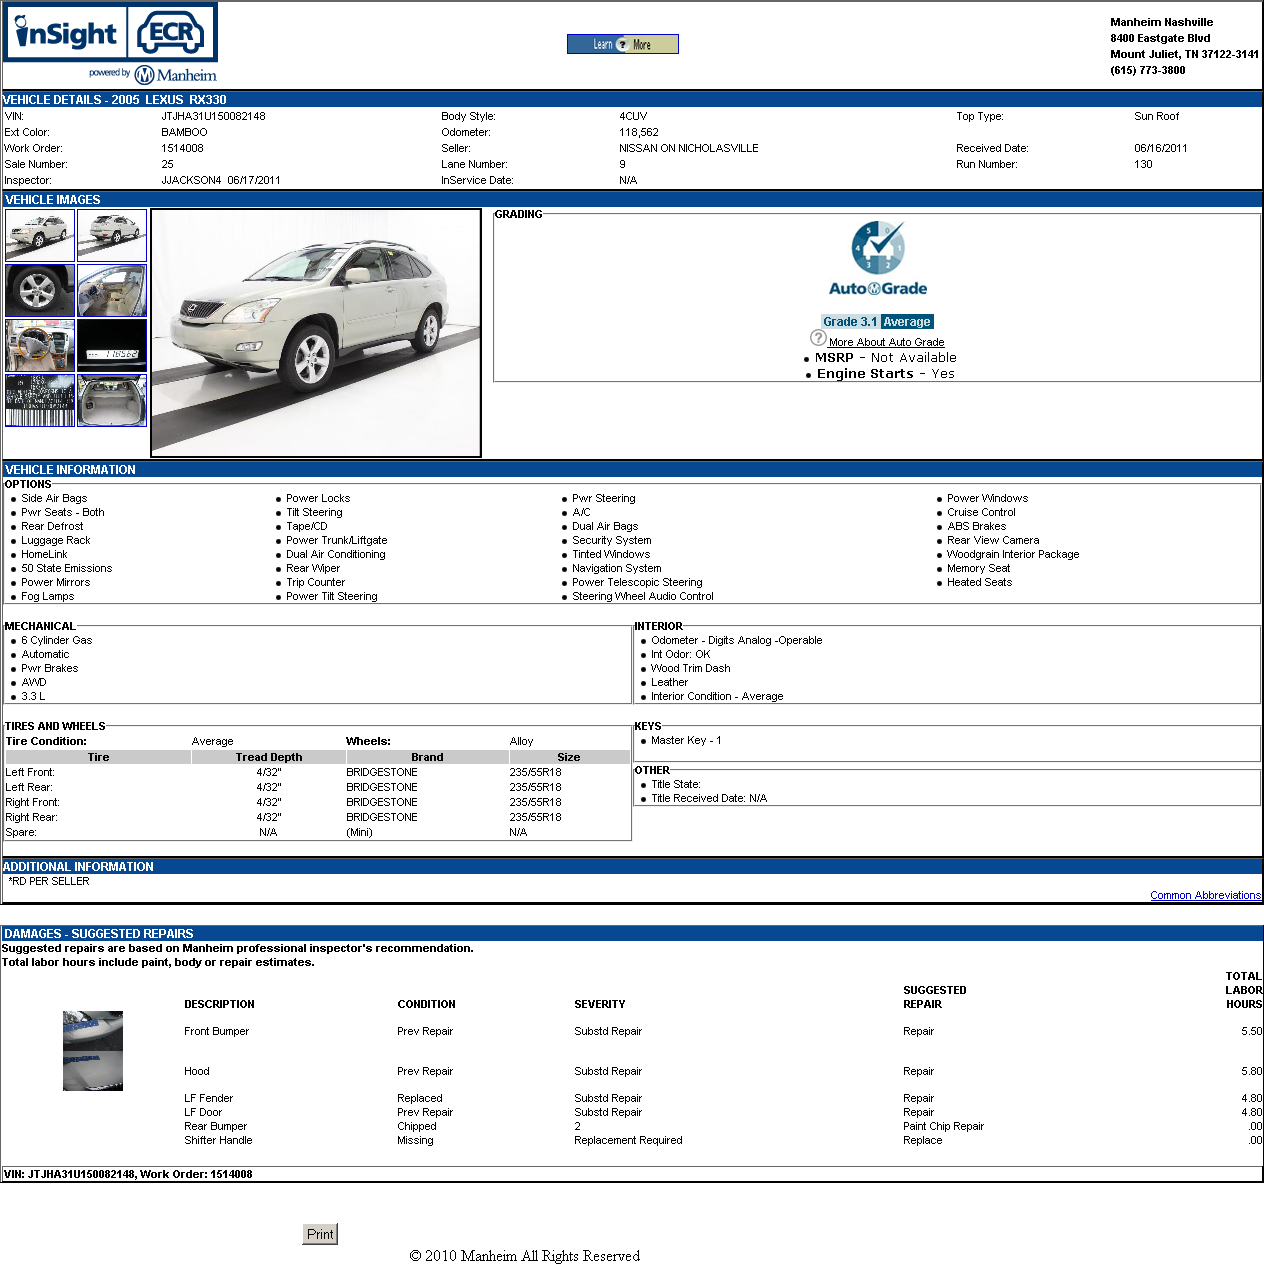 inSight ECR
powered by Manheim
Learn ? More
Manheim Nashville
8400 Eastgate Blvd
Mount Juliet, TN 37122-3141
(615) 773-3800
VEHICLE DETAILS - 2005 LEXUS RX330
VIN: JTJHA31U150082148 Body Style: 4CUV Top Type: Sun Roof
Ext Color: BAMBOO Odometer: 118,562
Work Order: 1514008 Seller: NISSAN ON NICHOLASVILLE Received Date: 06/16/2011
Sale Number: 25 Lane Number: 9 Run Number: 130
Inspector: JJACKSON4 06/17/2011 InService Date: N/A
VEHICLE IMAGES
118562
GRADING
5 0 4 1 3 2
AutoGrade
Grade 3.1 Average
? More About Auto Grade
MSRP - Not Available
Engine Starts - Yes
VEHICLE INFORMATION
OPTIONS
Side Air Bags Power Locks Pwr Steering Power Windows
Pwr Seats - Both Tilt Steering A/C Cruise Control
Rear Defrost Tape/CD Dual Air Bags ABS Brakes
Luggage Rack Power Trunk/Liftgate Security System Rear View Camera
HomeLink Dual Air Conditioning Tinted Windows Woodgrain Interior Package
50 State Emissions Rear Wiper Navigation System Memory Seat
Power Mirrors Trip Counter Power Telescopic Steering Heated Seats
Fog Lamps Power Tilt Steering Steering Wheel Audio Control
MECHANICAL
6 Cylinder Gas
Automatic
Pwr Brakes
AWD
3.3 L
INTERIOR
Odometer - Digits Analog -Operable
Int Odor: OK
Wood Trim Dash
Leather
Interior Condition - Average
TIRES AND WHEELS
Tire Condition: Average Wheels: Alloy
Tire Tread Depth Brand Size
Left Front: 4/32" BRIDGESTONE 235/55R18
Left Rear: 4/32" BRIDGESTONE 235/55R18
Right Front: 4/32" BRIDGESTONE 235/55R18
Right Rear: 4/32" BRIDGESTONE 235/55R18
Spare: N/A (Mini) N/A
KEYS
Master Key - 1
OTHER
Title State:
Title Received Date: N/A
ADDITIONAL INFORMATION
*RD PER SELLER
Common Abbreviations
DAMAGES - SUGGESTED REPAIRS
Suggested repairs are based on Manheim professional inspector's recommendation.
Total labor hours include paint, body or repair estimates.
DESCRIPTION CONDITION SEVERITY SUGGESTED REPAIR TOTAL LABOR HOURS
Front Bumper Prev Repair Substd Repair Repair 5.50
Hood Prev Repair Substd Repair Repair 5.80
LF Fender Replaced Substd Repair Repair 4.80
LF Door Prev Repair Substd Repair Repair 4.80
Rear Bumper Chipped 2 Paint Chip Repair .00
Shifter Handle Missing Replacement Required Replace .00
VIN: JTJHA31U150082148, Work Order: 1514008
Print
© 2010 Manheim All Rights Reserved